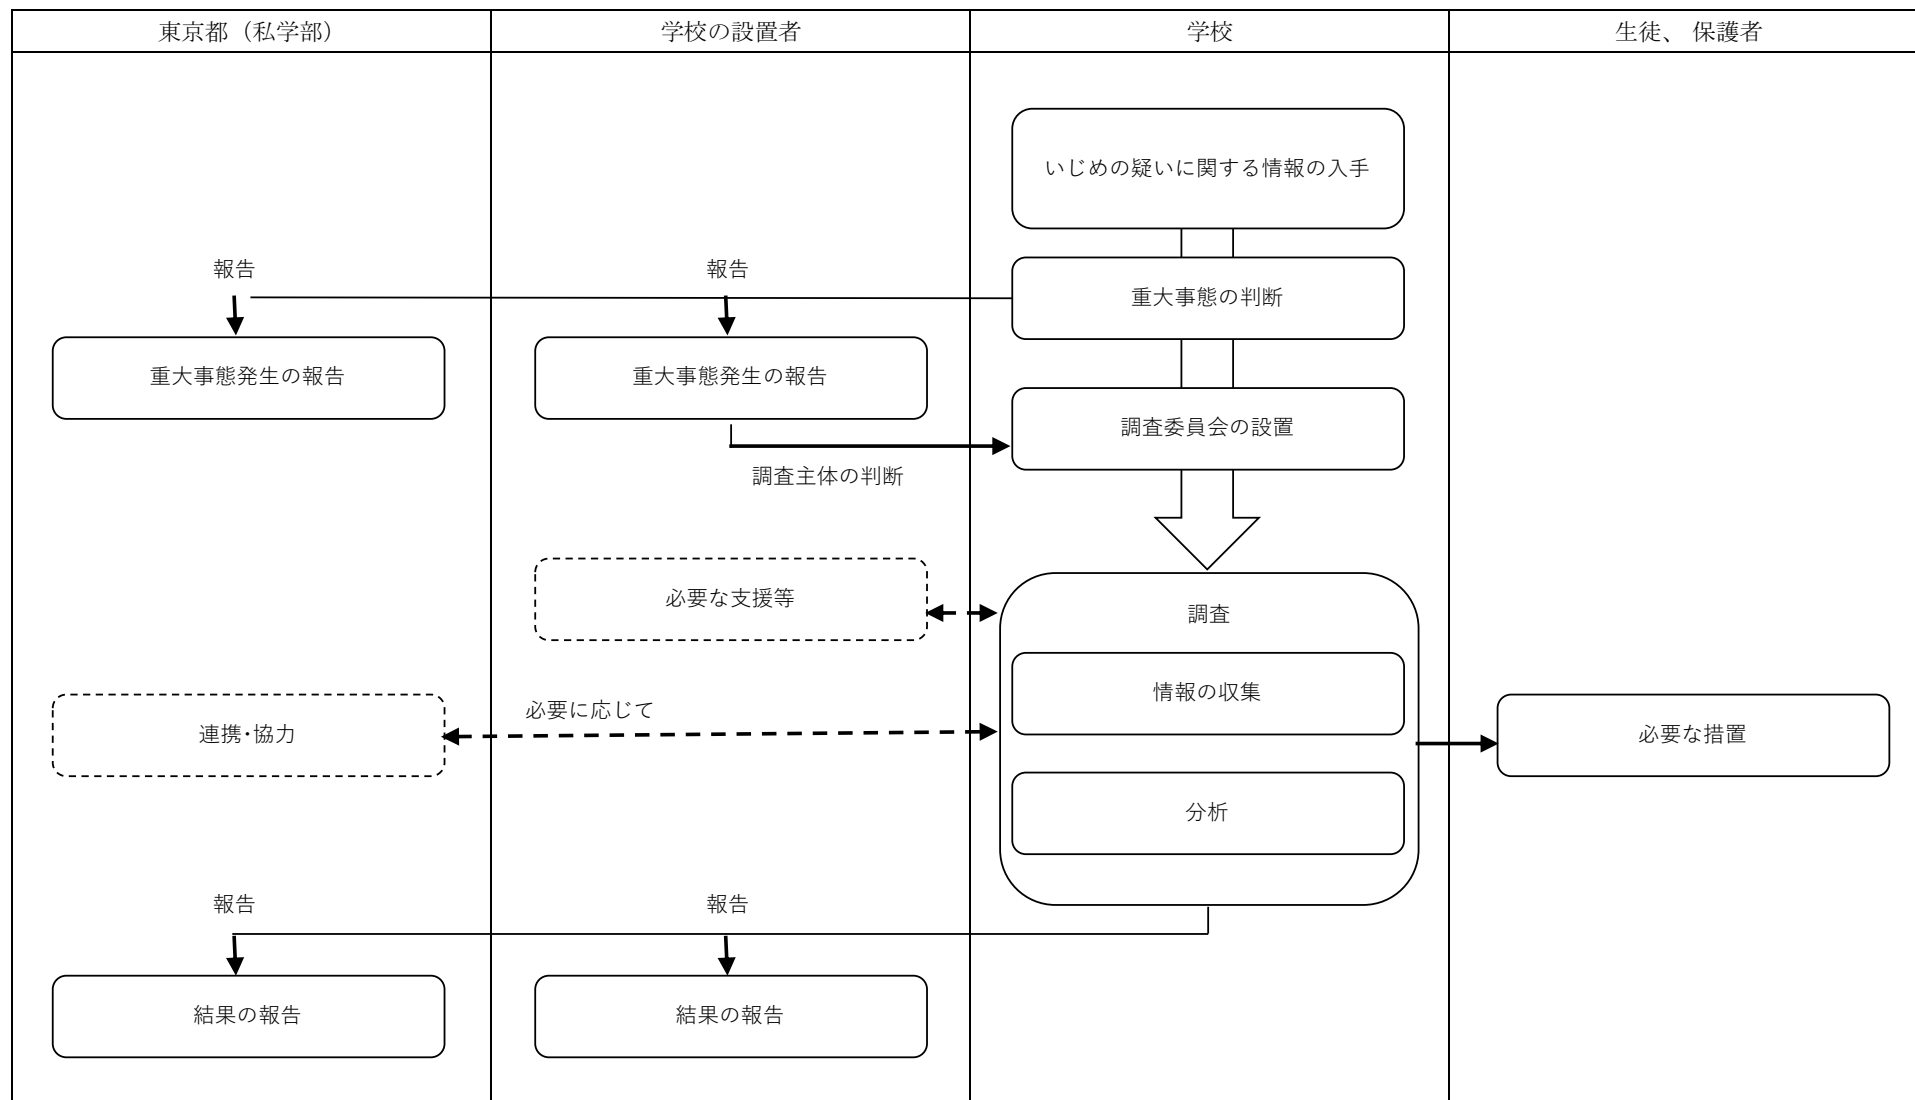 東京都（私学部）
学校の設置者
学校
生徒、 保護者
いじめの疑いに関する情報の入手
報告
報告
重大事態の判断
重大事態発生の報告
重大事態発生の報告
調査委員会の設置
調査主体の判断
必要な支援等
調査
情報の収集
必要に応じて
連携・協力
必要な措置
分析
報告
報告
結果の報告
結果の報告